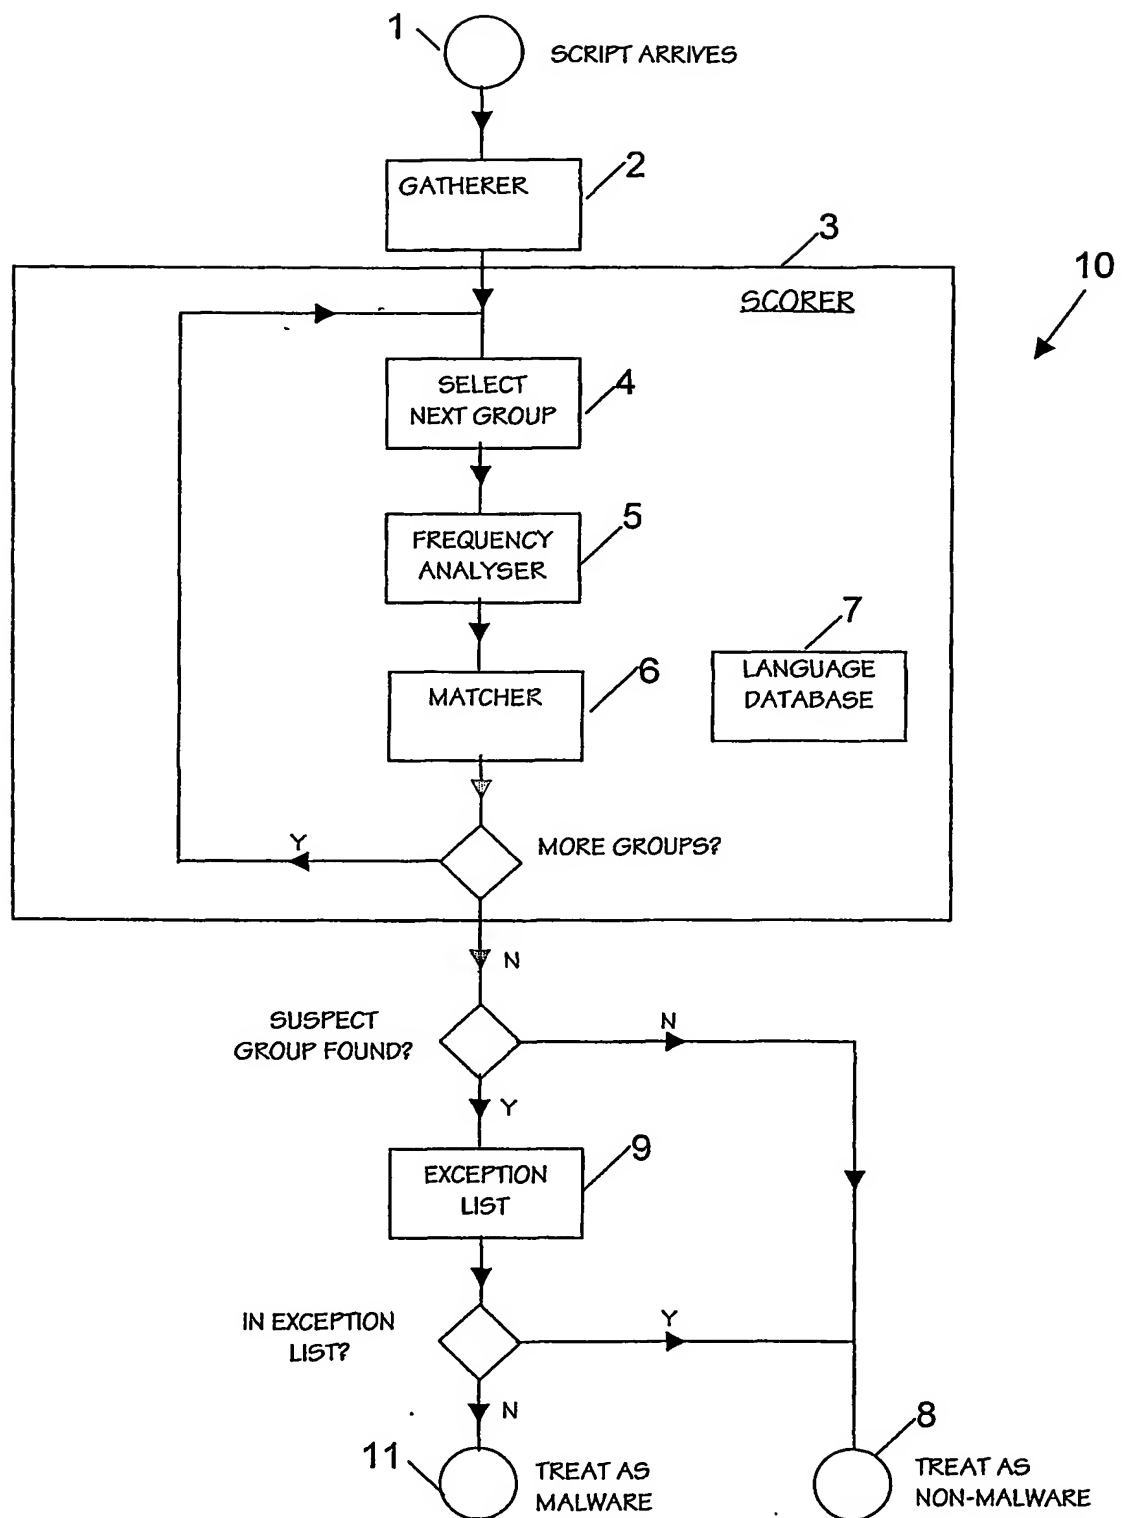 1
SCRIPT ARRIVES
2
GATHERER
3
10
SCORER
SELECT
NEXT GROUP
4
5
FREQUENCY
ANALYSER
7
6
MATCHER
LANGUAGE
DATABASE
Y
MORE GROUPS?
N
SUSPECT
GROUP FOUND?
N
Y
9
EXCEPTION
LIST
IN EXCEPTION
LIST?
Y
N
8
11
TREAT AS
MALWARE
TREAT AS
NON-MALWARE